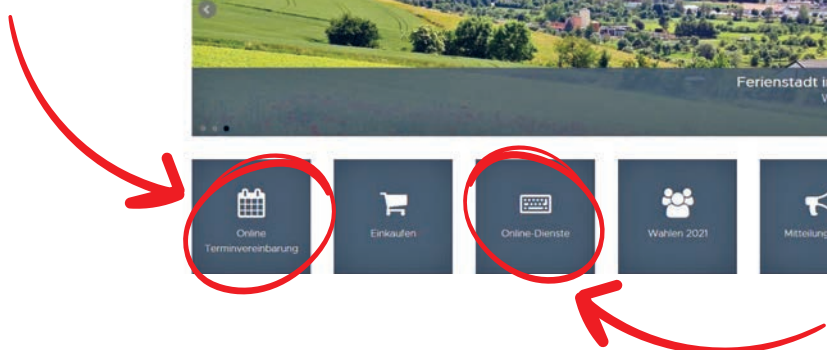 Ferienstadt i
Online
Terminvereinbarung
Einkaufen
Online-Dienste
Wahlen 2021
Mitteilung